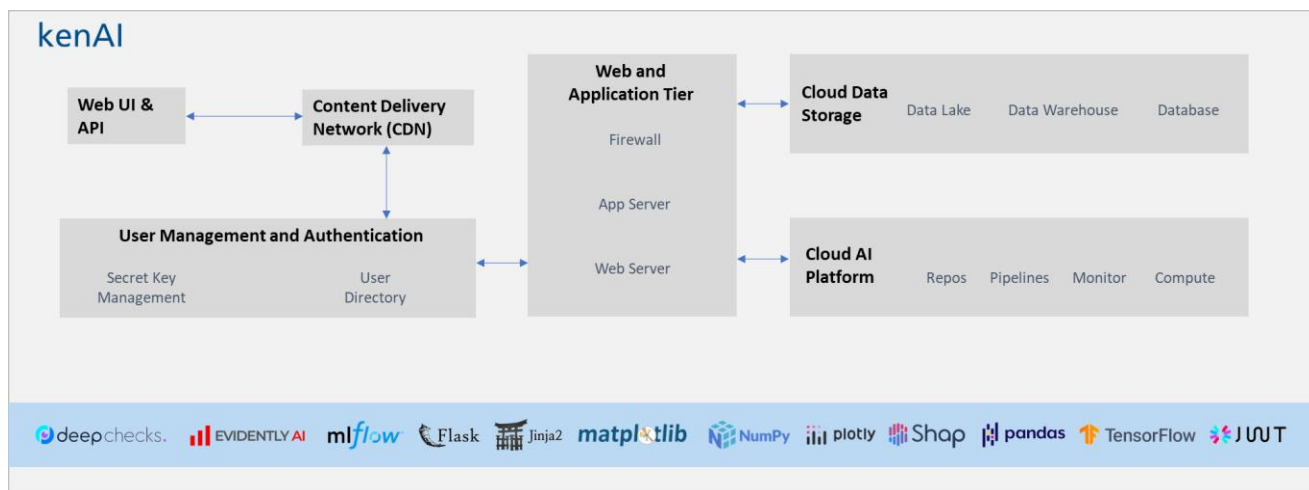 kenAI
Web UI &
API
Content Delivery
Network (CDN)
User Management and Authentication
Secret Key
Management
User
Directory
Web and
Application Tier
Firewall
App Server
Web Server
Cloud Data
Storage
Data Lake
Data Warehouse
Database
Cloud AI
Platform
Repos
Pipelines
Monitor
Compute
deepchecks.
EVIDENTLY AI
mlflow
Flask
Jinja2
matplotlib
NumPy
plotly
Shap
pandas
TensorFlow
JWT